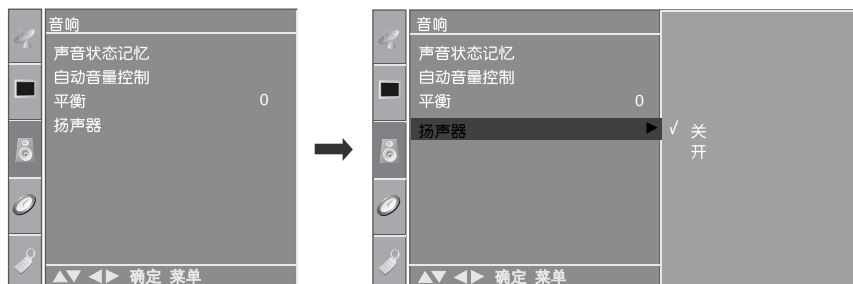 音响
声音状态记忆
自动音量控制
平衡 0
扬声器
▲▼ ◀▶ 确定 菜单
音响
声音状态记忆
自动音量控制
平衡 0
扬声器 ▶
√ 关
开
▲▼ ◀▶ 确定 菜单